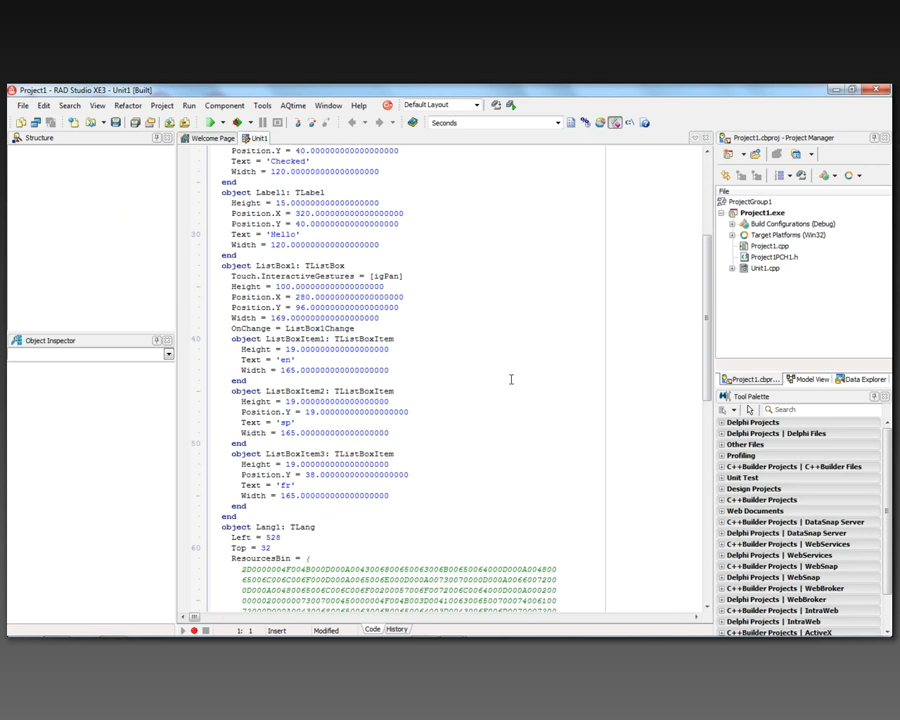 Project1 - RAD Studio XE3 - Unit1 [Built]
File Edit Search View Refactor Project Run Component Tools AQtime Window Help Default Layout
Seconds
Structure
Welcome Page Unit1
Position.Y = 40.000000000000000000
Text = 'Checked'
Width = 120.000000000000000000
end
object Label1: TLabel
Height = 15.000000000000000000
Position.X = 320.000000000000000000
Position.Y = 40.000000000000000000
30 Text = 'Hello'
Width = 120.000000000000000000
end
object ListBox1: TListBox
Touch.InteractiveGestures = [igPan]
Height = 100.000000000000000000
Position.X = 280.000000000000000000
Position.Y = 96.000000000000000000
Width = 169.000000000000000000
OnChange = ListBox1Change
40 object ListBoxItem1: TListBoxItem
Height = 19.000000000000000000
Text = 'en'
Width = 165.000000000000000000
end
object ListBoxItem2: TListBoxItem
Height = 19.000000000000000000
Position.Y = 19.000000000000000000
Text = 'sp'
Width = 165.000000000000000000
50 end
object ListBoxItem3: TListBoxItem
Height = 19.000000000000000000
Position.Y = 38.000000000000000000
Text = 'fr'
Width = 165.000000000000000000
end
end
object Lang1: TLang
Left = 528
60 Top = 32
ResourcesBin = {
1: 1 Insert Modified Code History
Object Inspector
Project1.cbproj - Project Manager
File
ProjectGroup1
Project1.exe
Build Configurations (Debug)
Target Platforms (Win32)
Project1.cpp
Project1PCH1.h
Unit1.cpp
Project1.cbpr... Model View Data Explorer
Tool Palette
Search
Delphi Projects
Delphi Projects | Delphi Files
Other Files
Profiling
C++Builder Projects | C++Builder Files
Unit Test
Design Projects
C++Builder Projects
Web Documents
C++Builder Projects | DataSnap Server
Delphi Projects | DataSnap Server
C++Builder Projects | WebServices
Delphi Projects | WebServices
C++Builder Projects | WebSnap
Delphi Projects | WebSnap
C++Builder Projects | WebBroker
Delphi Projects | WebBroker
C++Builder Projects | IntraWeb
Delphi Projects | IntraWeb
C++Builder Projects | ActiveX